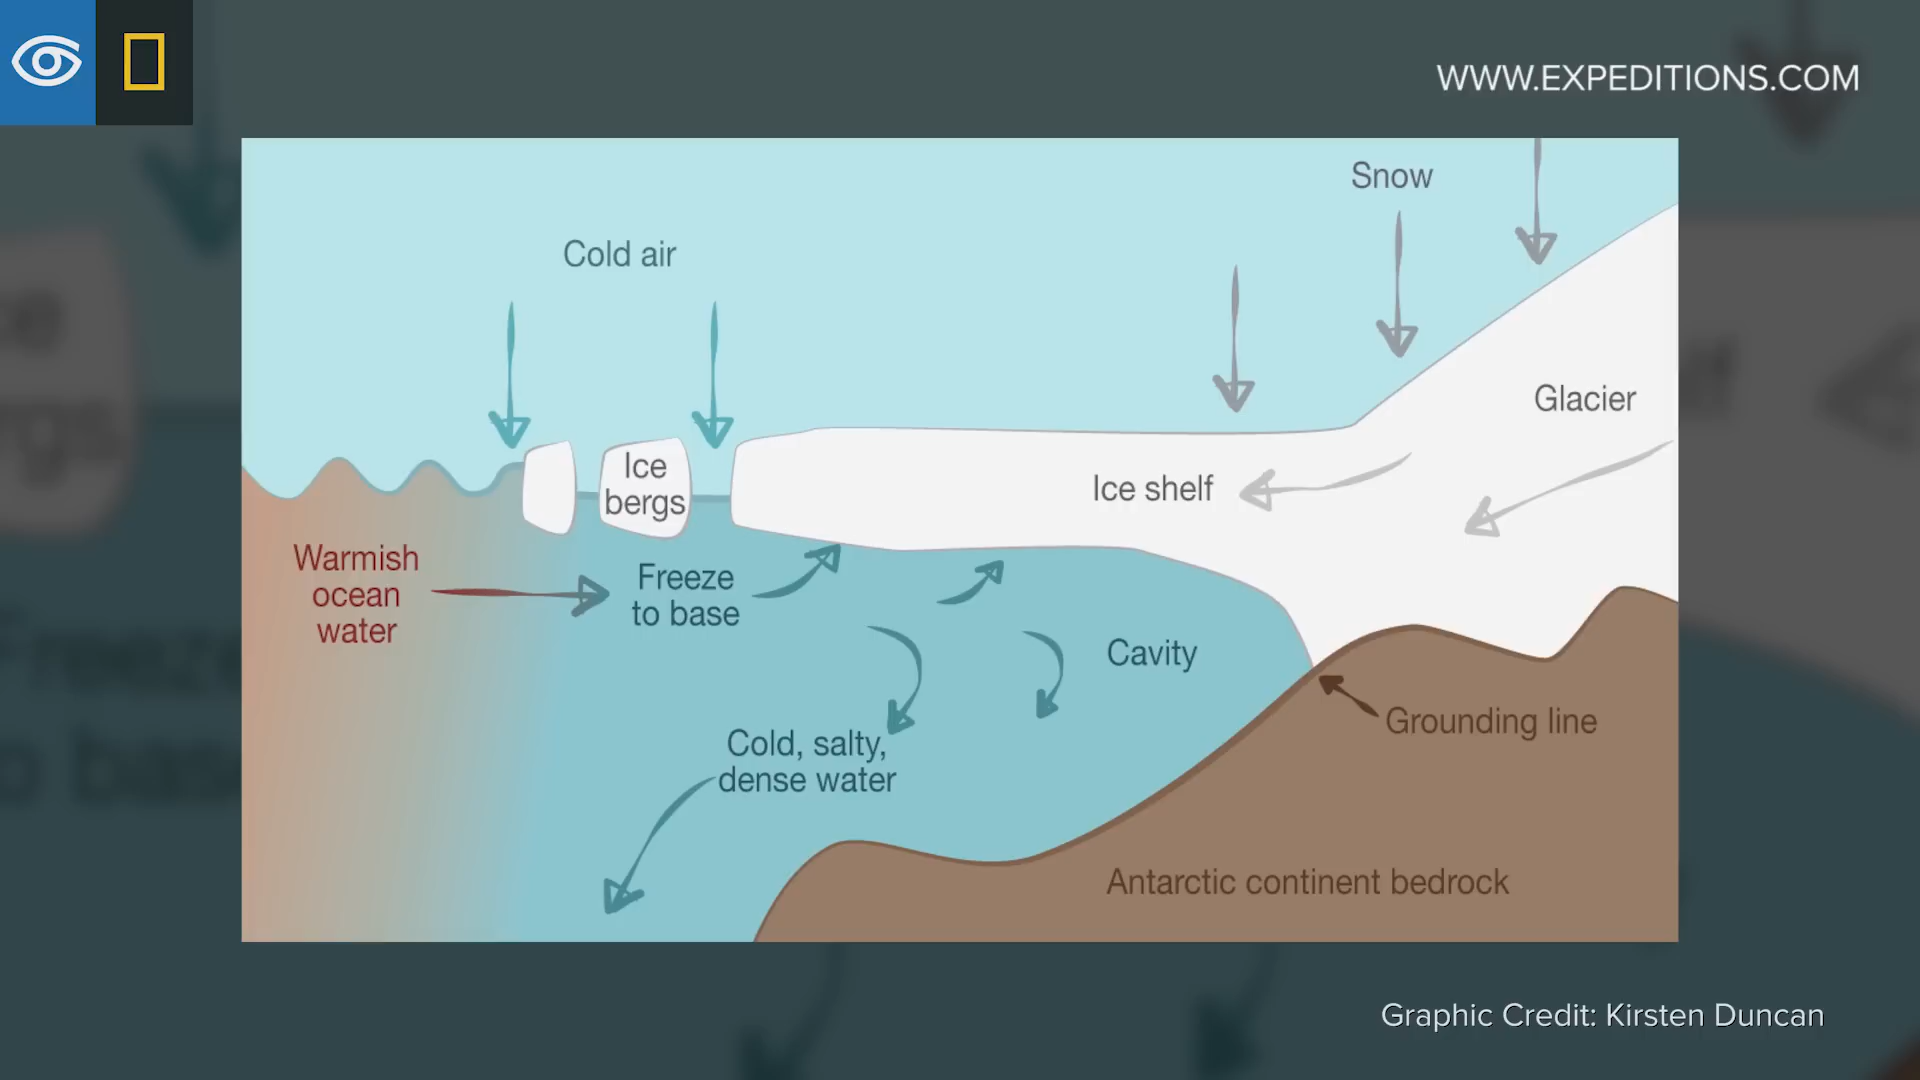 WWW.EXPEDITIONS.COM
Snow
Cold air
Glacier
Ice
bergs
Ice shelf
Warmish
ocean
water
Freeze
to base
Cavity
Grounding line
Cold, salty,
dense water
Antarctic continent bedrock
Graphic Credit: Kirsten Duncan